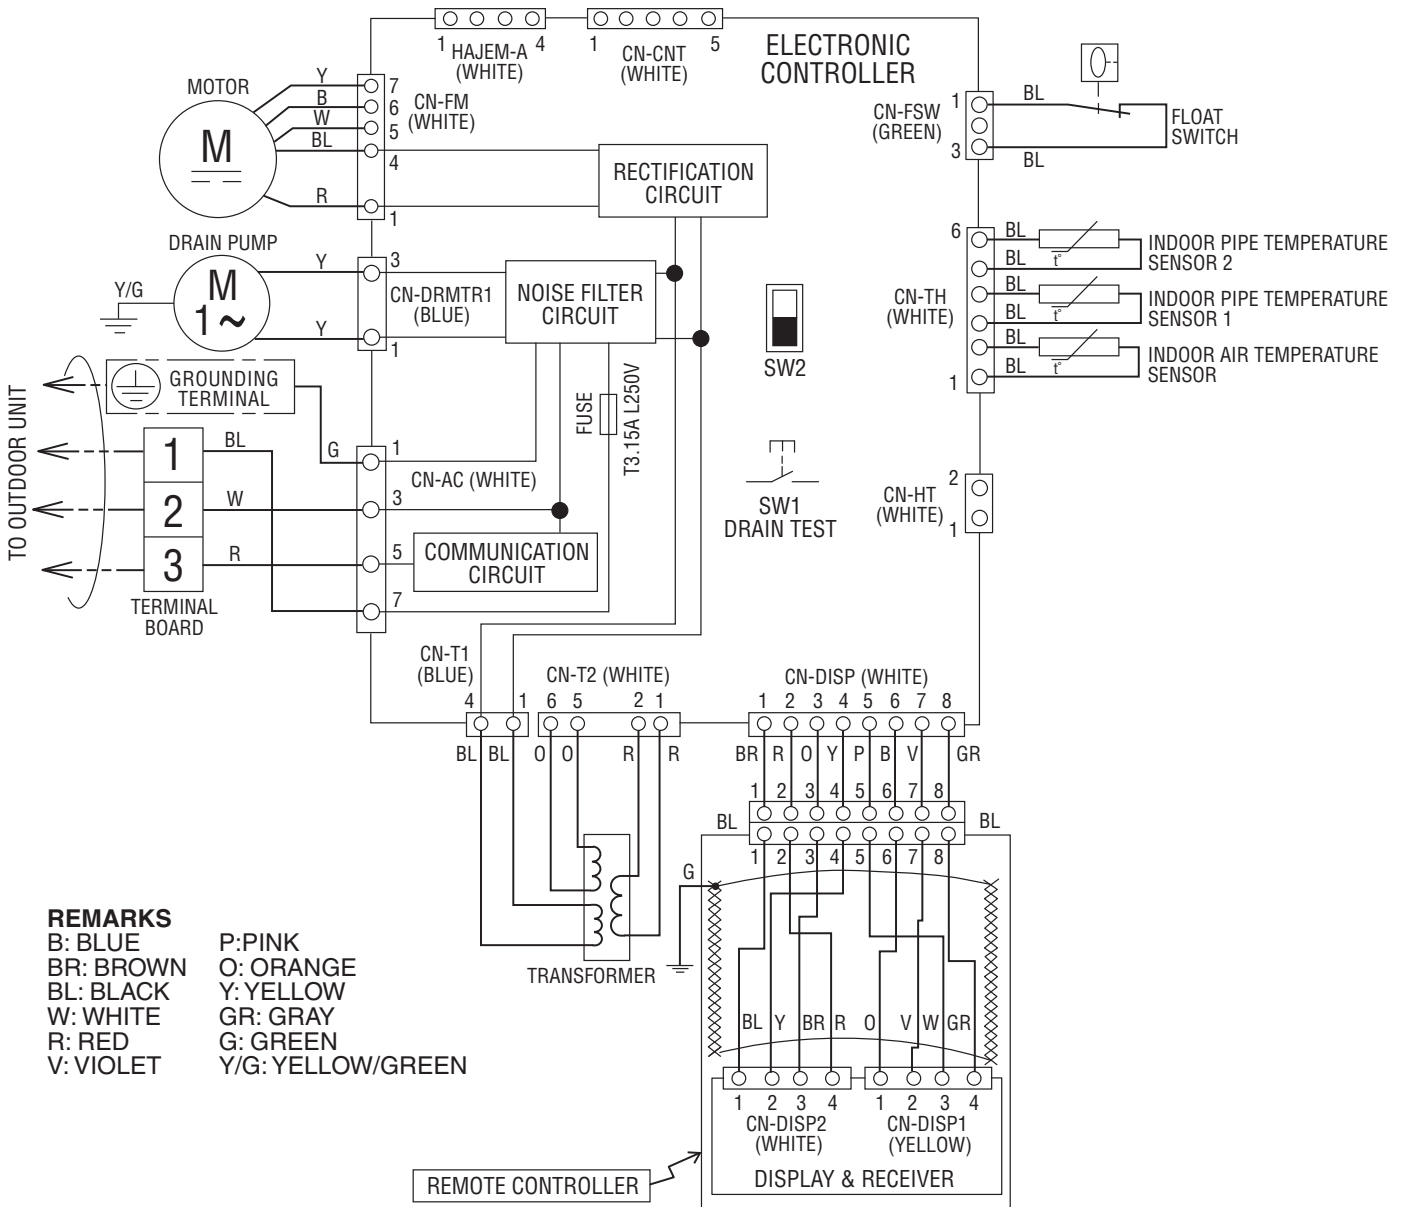 1 HAJEM-A 4
(WHITE)
1 CN-CNT 5
(WHITE)
ELECTRONIC
CONTROLLER
MOTOR
M
Y
B
W
BL
R
7
6
5
4
1
CN-FM
(WHITE)
RECTIFICATION
CIRCUIT
CN-FSW
(GREEN)
1
3
BL
BL
FLOAT
SWITCH
DRAIN PUMP
M
1~
Y/G
Y
Y
3
1
CN-DRMTR1
(BLUE)
NOISE FILTER
CIRCUIT
SW2
CN-TH
(WHITE)
6
1
BL
BL
BL
BL
BL
BL
t°
t°
t°
INDOOR PIPE TEMPERATURE
SENSOR 2
INDOOR PIPE TEMPERATURE
SENSOR 1
INDOOR AIR TEMPERATURE
SENSOR
TO OUTDOOR UNIT
GROUNDING
TERMINAL
1
2
3
TERMINAL
BOARD
BL
W
R
G
1
3
5
7
CN-AC (WHITE)
FUSE
T3.15A L250V
COMMUNICATION
CIRCUIT
SW1
DRAIN TEST
CN-HT
(WHITE)
2
1
CN-T1
(BLUE)
4 1
CN-T2 (WHITE)
6 5 2 1
CN-DISP (WHITE)
1 2 3 4 5 6 7 8
BL BL O O R R
BR R O Y P B V GR
1 2 3 4 5 6 7 8
BL BL
1 2 3 4 5 6 7 8
G
TRANSFORMER
BL Y BR R O V W GR
1 2 3 4 1 2 3 4
CN-DISP2
(WHITE)
CN-DISP1
(YELLOW)
DISPLAY & RECEIVER
REMOTE CONTROLLER
REMARKS
B: BLUE P:PINK
BR: BROWN O: ORANGE
BL: BLACK Y: YELLOW
W: WHITE GR: GRAY
R: RED G: GREEN
V: VIOLET Y/G: YELLOW/GREEN